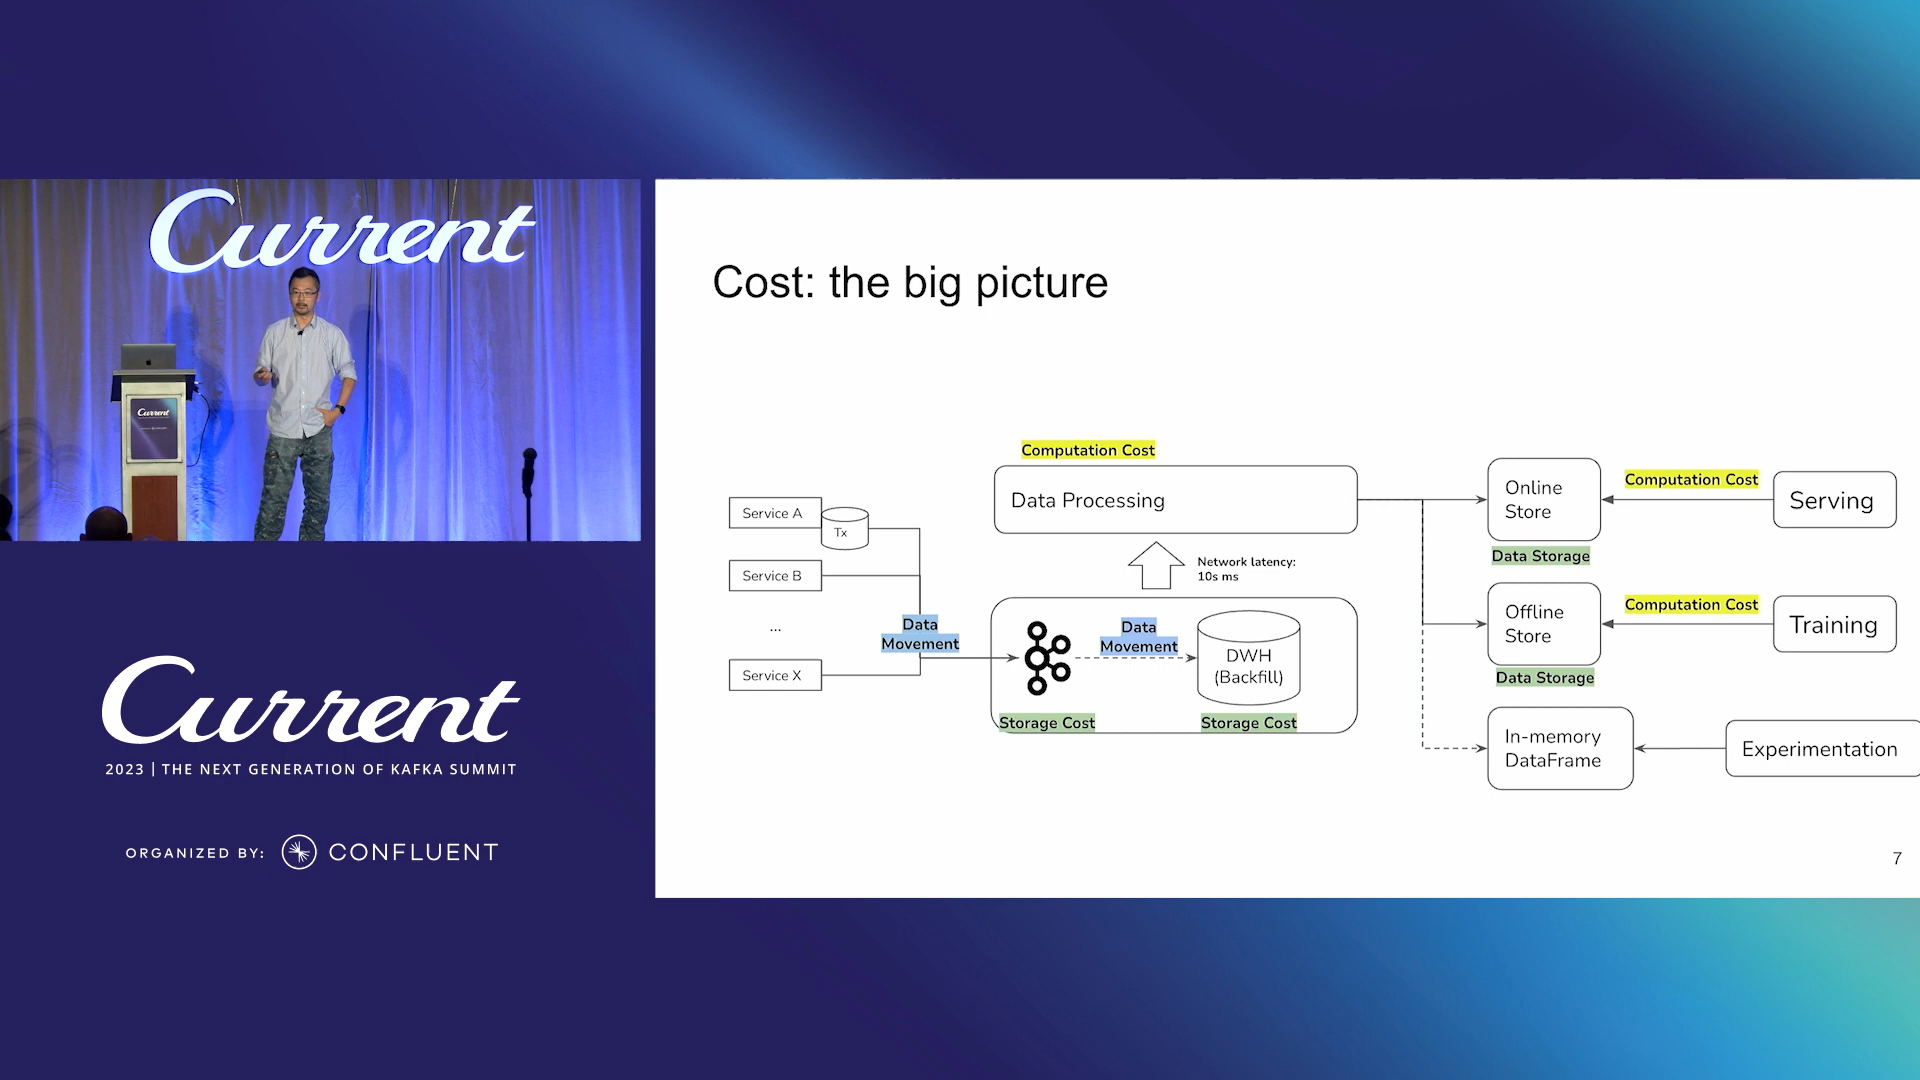 Current
Current
Current
2023 | THE NEXT GENERATION OF KAFKA SUMMIT
ORGANIZED BY: CONFLUENT
Cost: the big picture
Computation Cost
Data Processing
Network latency:
10s ms
Service A
Tx
Service B
...
Service X
Data
Movement
Data
Movement
DWH
(Backfill)
Storage Cost
Storage Cost
Online
Store
Data Storage
Computation Cost
Serving
Offline
Store
Data Storage
Computation Cost
Training
In-memory
DataFrame
Experimentation
7